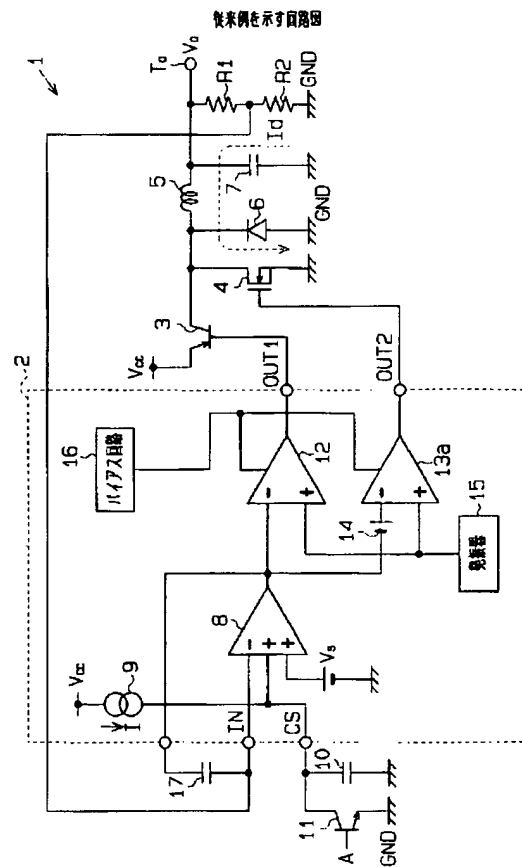 従来例を示す回路図
1
To
Vo
R1
R2
GND
Id
5
7
6
GND
4
3
Vcc
2
OUT1
OUT2
16
バイアス回路
12
13a
14
15
発振器
8
Vs
Vcc
9
I
IN
CS
17
10
11
A
GND